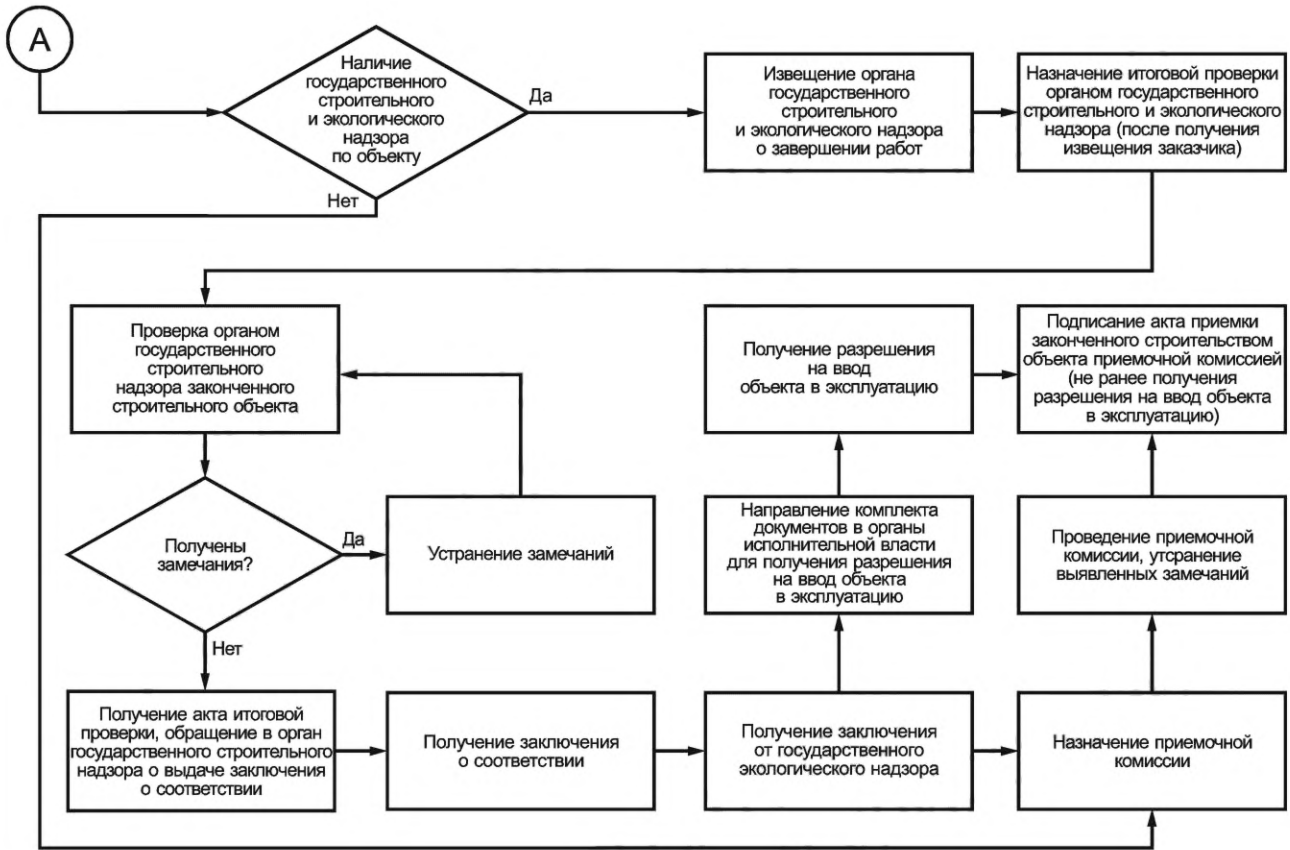 А
Наличие
государственного
строительного
и экологического
надзора
по объекту
Да
Нет
Извещение органа
государственного
строительного
и экологического надзора
о завершении работ
Назначение итоговой проверки
органом государственного
строительного и экологического
надзора (после получения
извещения заказчика)
Проверка органом
государственного
строительного
надзора законченного
строительного объекта
Получение разрешения
на ввод
объекта в эксплуатацию
Подписание акта приемки
законченного строительством
объекта приемочной комиссией
(не ранее получения
разрешения на ввод объекта
в эксплуатацию)
Получены
замечания?
Да
Нет
Устранение замечаний
Направление комплекта
документов в органы
исполнительной власти
для получения разрешения
на ввод объекта
в эксплуатацию
Проведение приемочной
комиссии, утсранение
выявленных замечаний
Получение акта итоговой
проверки, обращение в орган
государственного строительного
надзора о выдаче заключения
о соответствии
Получение заключения
о соответствии
Получение заключения
от государственного
экологического надзора
Назначение приемочной
комиссии